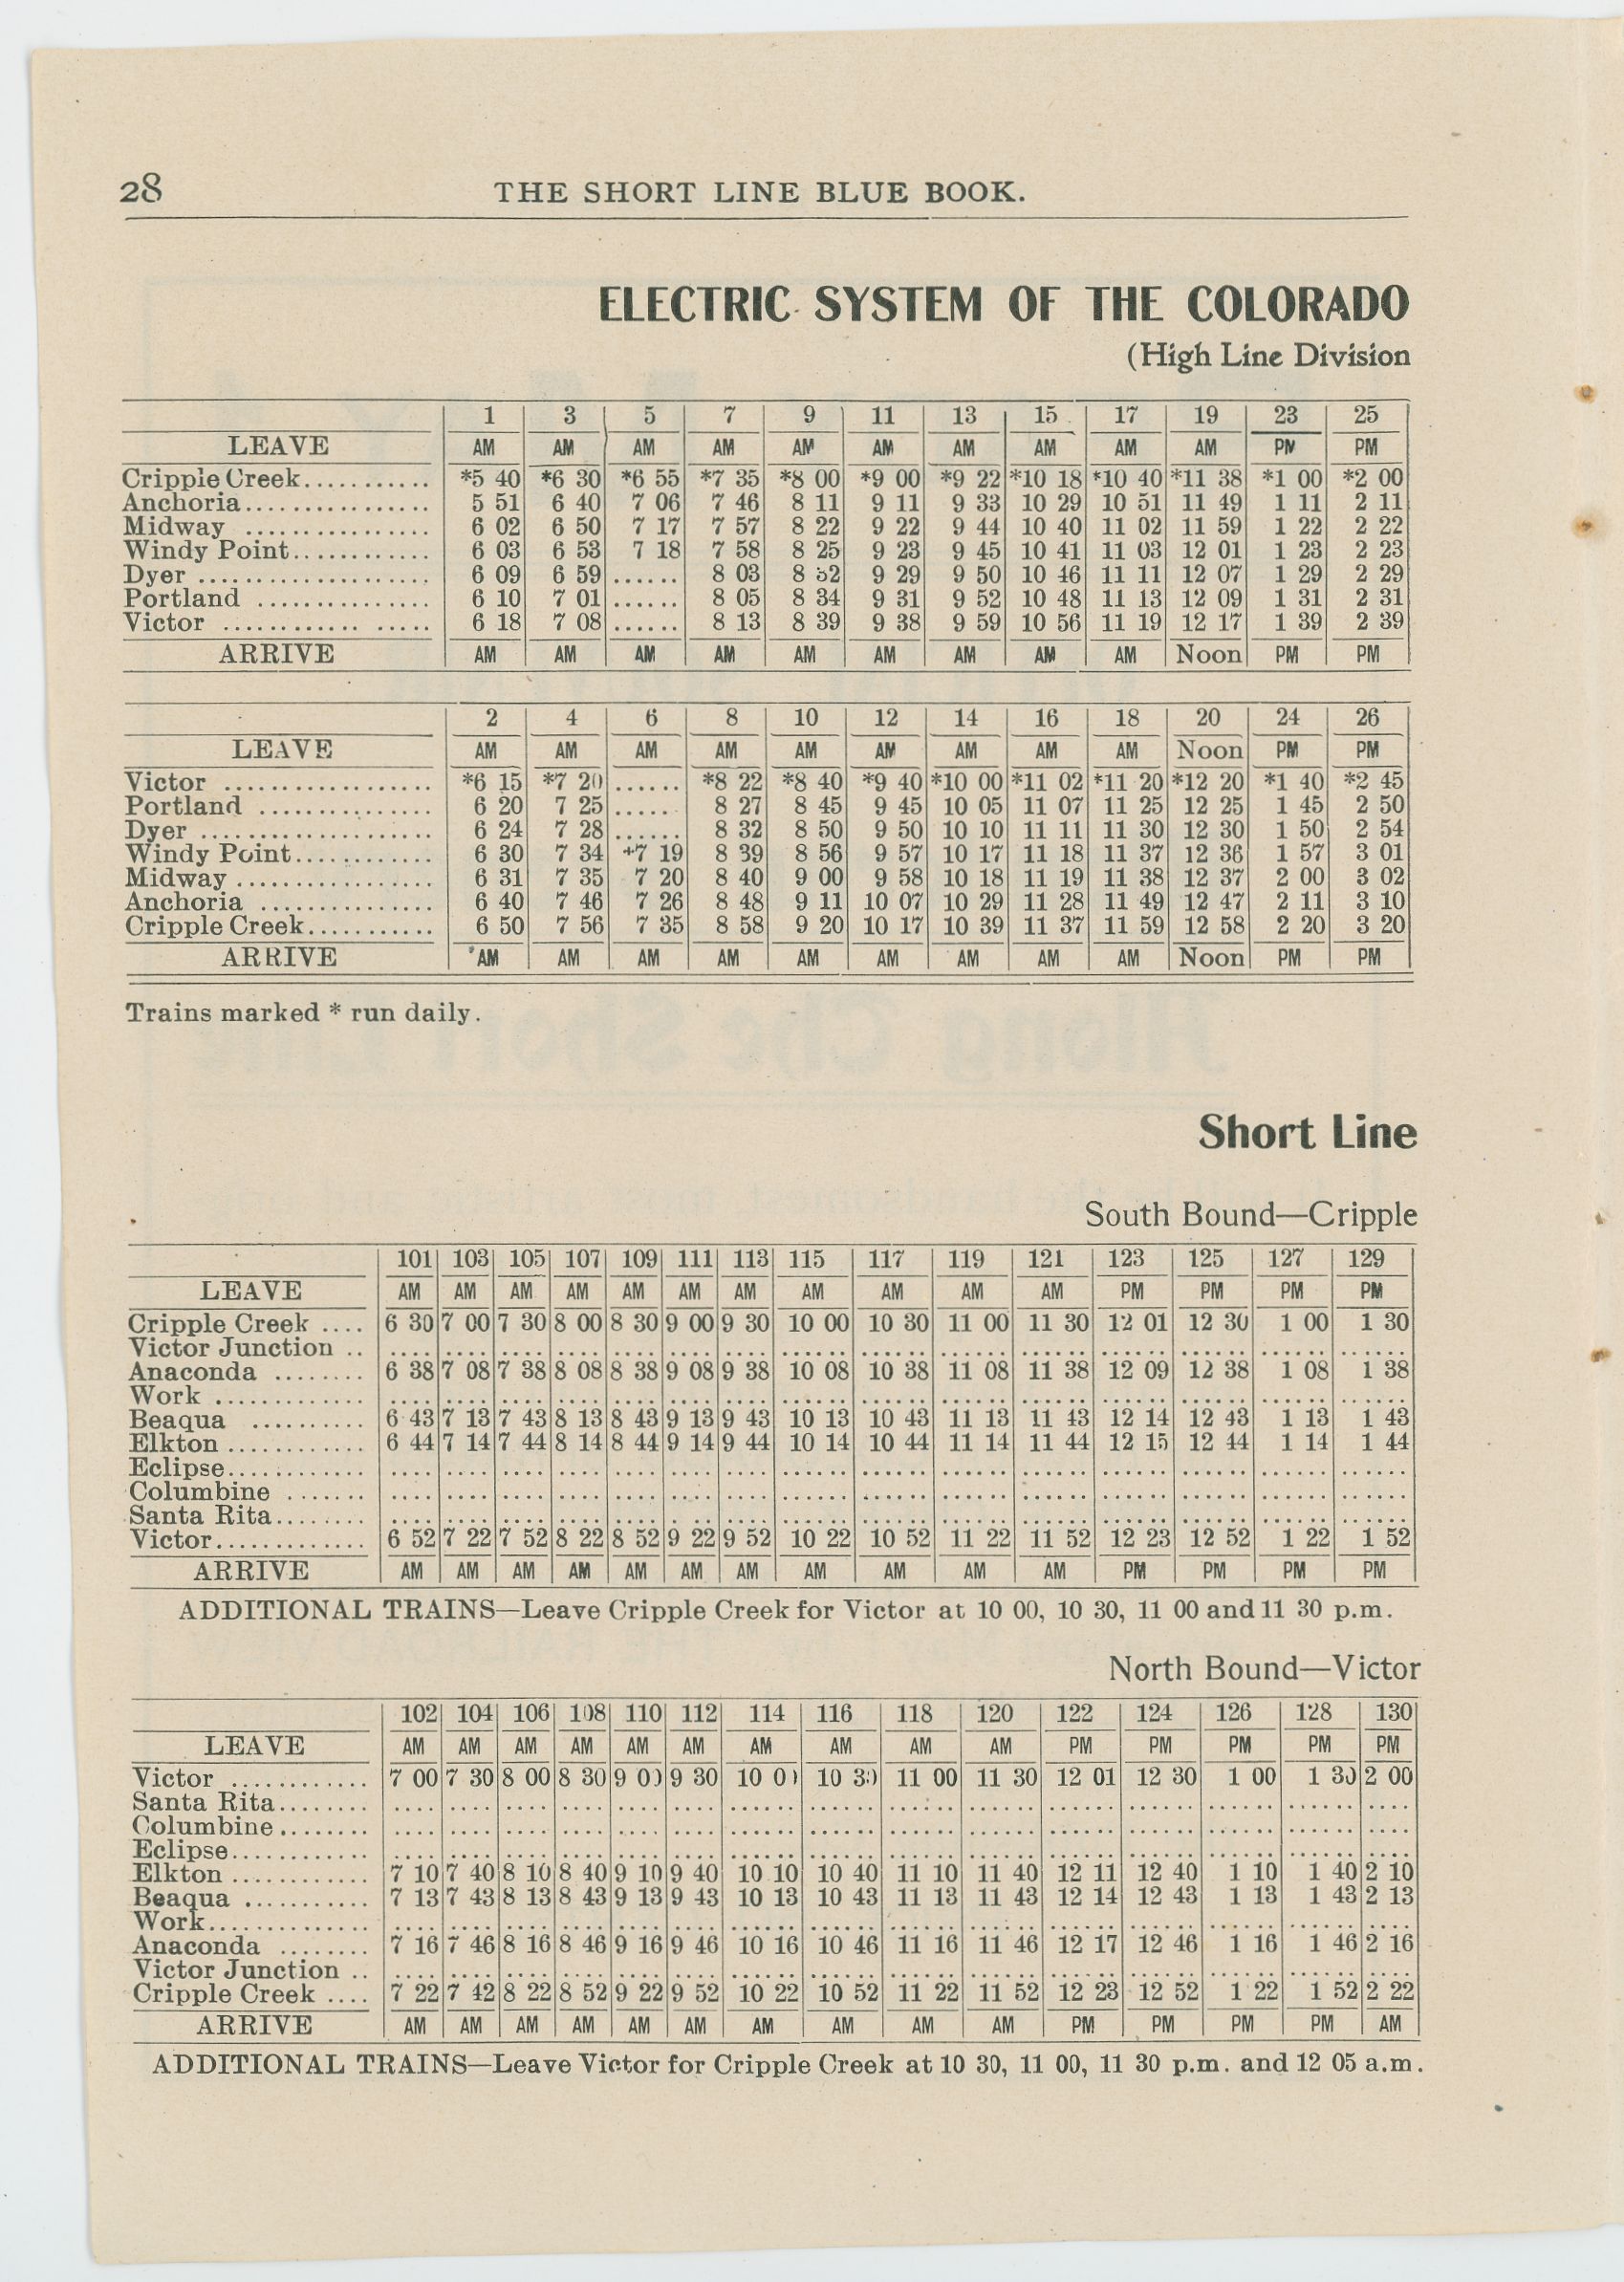 28 THE SHORT LINE BLUE BOOK.
ELECTRIC SYSTEM OF THE COLORADO
(High Line Division
1 3 5 7 9 11 13 15 17 19 23 25
LEAVE AM AM AM AM AM AM AM AM AM AM PM PM
Cripple Creek........... *5 40 *6 30 *6 55 *7 35 *8 00 *9 00 *9 22 *10 18 *10 40 *11 38 *1 00 *2 00
Anchoria................ 5 51 6 40 7 06 7 46 8 11 9 11 9 33 10 29 10 51 11 49 1 11 2 11
Midway ................ 6 02 6 50 7 17 7 57 8 22 9 22 9 44 10 40 11 02 11 59 1 22 2 22
Windy Point............ 6 03 6 53 7 18 7 58 8 25 9 23 9 45 10 41 11 03 12 01 1 23 2 23
Dyer .................... 6 09 6 59 ...... 8 03 8 32 9 29 9 50 10 46 11 11 12 07 1 29 2 29
Portland ............... 6 10 7 01 ...... 8 05 8 34 9 31 9 52 10 48 11 13 12 09 1 31 2 31
Victor ............ ..... 6 18 7 08 ...... 8 13 8 39 9 38 9 59 10 56 11 19 12 17 1 39 2 39
ARRIVE AM AM AM AM AM AM AM AM AM Noon PM PM
2 4 6 8 10 12 14 16 18 20 24 26
LEAVE AM AM AM AM AM AM AM AM AM Noon PM PM
Victor .................. *6 15 *7 20 ...... *8 22 *8 40 *9 40 *10 00 *11 02 *11 20 *12 20 *1 40 *2 45
Portland ............... 6 20 7 25 ...... 8 27 8 45 9 45 10 05 11 07 11 25 12 25 1 45 2 50
Dyer .................... 6 24 7 28 ...... 8 32 8 50 9 50 10 10 11 11 11 30 12 30 1 50 2 54
Windy Point............ 6 30 7 34 +7 19 8 39 8 56 9 57 10 17 11 18 11 37 12 36 1 57 3 01
Midway................. 6 31 7 35 7 20 8 40 9 00 9 58 10 18 11 19 11 38 12 37 2 00 3 02
Anchoria ............... 6 40 7 46 7 26 8 48 9 11 10 07 10 29 11 28 11 49 12 47 2 11 3 10
Cripple Creek........... 6 50 7 56 7 35 8 58 9 20 10 17 10 39 11 37 11 59 12 58 2 20 3 20
ARRIVE AM AM AM AM AM AM AM AM AM Noon PM PM
Trains marked * run daily.
Short Line
South Bound—Cripple
101 103 105 107 109 111 113 115 117 119 121 123 125 127 129
LEAVE AM AM AM AM AM AM AM AM AM AM AM PM PM PM PM
Cripple Creek .... 6 30 7 00 7 30 8 00 8 30 9 00 9 30 10 00 10 30 11 00 11 30 12 01 12 30 1 00 1 30
Victor Junction .. .... .... .... .... .... .... .... ...... ...... ...... ...... ...... ...... ...... ......
Anaconda ........ 6 38 7 08 7 38 8 08 8 38 9 08 9 38 10 08 10 38 11 08 11 38 12 09 12 38 1 08 1 38
Work ............. .... .... .... .... .... .... .... ...... ...... ...... ...... ...... ...... ...... ......
Beaqua .......... 6 43 7 13 7 43 8 13 8 43 9 13 9 43 10 13 10 43 11 13 11 43 12 14 12 43 1 13 1 43
Elkton ............ 6 44 7 14 7 44 8 14 8 44 9 14 9 44 10 14 10 44 11 14 11 44 12 15 12 44 1 14 1 44
Eclipse............ .... .... .... .... .... .... .... ...... ...... ...... ...... ...... ...... ...... ......
Columbine ....... .... .... .... .... .... .... .... ...... ...... ...... ...... ...... ...... ...... ......
Santa Rita........ .... .... .... .... .... .... .... ...... ...... ...... ...... ...... ...... ...... ......
Victor............. 6 52 7 22 7 52 8 22 8 52 9 22 9 52 10 22 10 52 11 22 11 52 12 23 12 52 1 22 1 52
ARRIVE AM AM AM AM AM AM AM AM AM AM AM PM PM PM PM
ADDITIONAL TRAINS—Leave Cripple Creek for Victor at 10 00, 10 30, 11 00 and 11 30 p.m.
North Bound—Victor
102 104 106 108 110 112 114 116 118 120 122 124 126 128 130
LEAVE AM AM AM AM AM AM AM AM AM AM PM PM PM PM PM
Victor ............ 7 00 7 30 8 00 8 30 9 00 9 30 10 00 10 30 11 00 11 30 12 01 12 30 1 00 1 30 2 00
Santa Rita........ .... .... .... .... .... .... ...... ...... ...... ...... ...... ...... ...... ...... ....
Columbine........ .... .... .... .... .... .... ...... ...... ...... ...... ...... ...... ...... ...... ....
Eclipse............ .... .... .... .... .... .... ...... ...... ...... ...... ...... ...... ...... ...... ....
Elkton ............ 7 10 7 40 8 10 8 40 9 10 9 40 10 10 10 40 11 10 11 40 12 11 12 40 1 10 1 40 2 10
Beaqua ........... 7 13 7 43 8 13 8 43 9 13 9 43 10 13 10 43 11 13 11 43 12 14 12 43 1 13 1 43 2 13
Work.............. .... .... .... .... .... .... ...... ...... ...... ...... ...... ...... ...... ...... ....
Anaconda ........ 7 16 7 46 8 16 8 46 9 16 9 46 10 16 10 46 11 16 11 46 12 17 12 46 1 16 1 46 2 16
Victor Junction .. .... .... .... .... .... .... ...... ...... ...... ...... ...... ...... ...... ...... ....
Cripple Creek .... 7 22 7 42 8 22 8 52 9 22 9 52 10 22 10 52 11 22 11 52 12 23 12 52 1 22 1 52 2 22
ARRIVE AM AM AM AM AM AM AM AM AM AM PM PM PM PM AM
ADDITIONAL TRAINS—Leave Victor for Cripple Creek at 10 30, 11 00, 11 30 p.m. and 12 05 a.m.